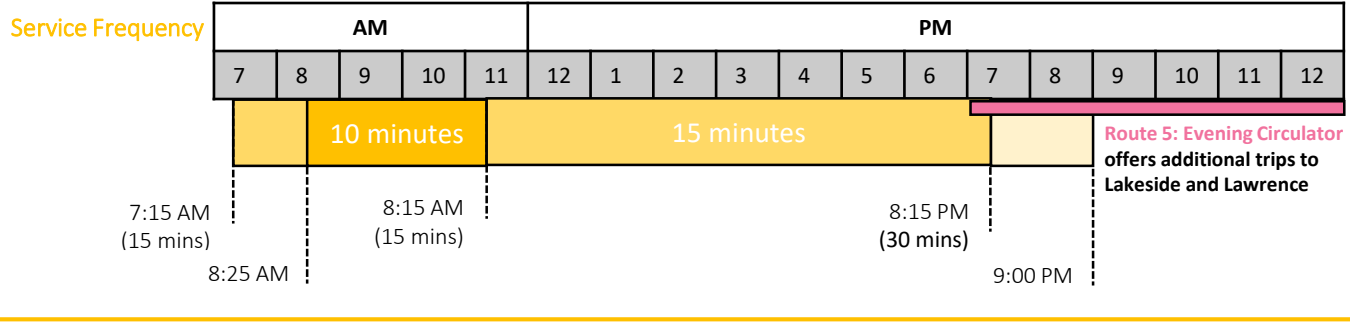 Service Frequency
AM PM
7 8 9 10 11 12 1 2 3 4 5 6 7 8 9 10 11 12
10 minutes 15 minutes
Route 5: Evening Circulator
offers additional trips to
Lakeside and Lawrence
7:15 AM
(15 mins)
8:25 AM
8:15 AM
(15 mins)
8:15 PM
(30 mins)
9:00 PM